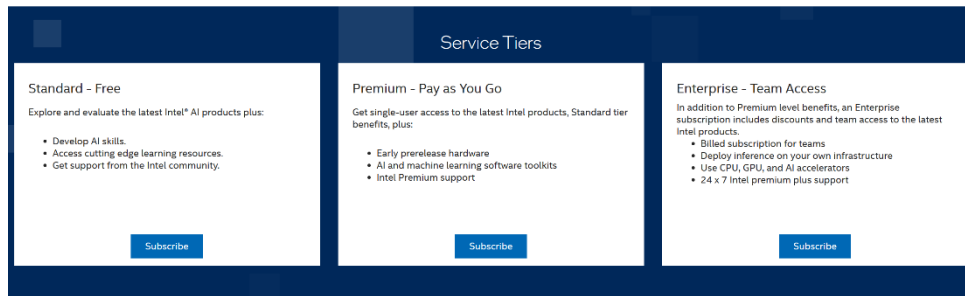 Service Tiers
Standard - Free
Explore and evaluate the latest Intel® AI products plus:
• Develop AI skills.
• Access cutting edge learning resources.
• Get support from the Intel community.
Subscribe
Premium - Pay as You Go
Get single-user access to the latest Intel products, Standard tier
benefits, plus:
• Early prerelease hardware
• AI and machine learning software toolkits
• Intel Premium support
Subscribe
Enterprise - Team Access
In addition to Premium level benefits, an Enterprise
subscription includes discounts and team access to the latest
Intel products.
• Billed subscription for teams
• Deploy inference on your own infrastructure
• Use CPU, GPU, and AI accelerators
• 24 x 7 Intel premium plus support
Subscribe